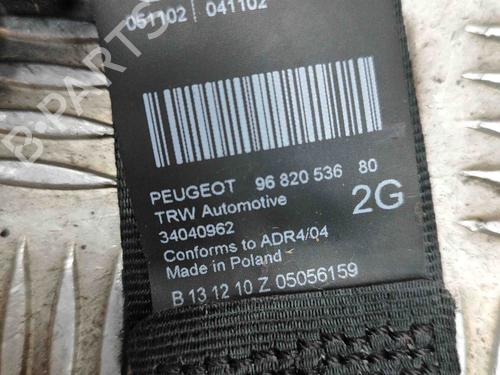 051102 041102
PEUGEOT 96 820 536 80
TRW Automotive
2G
34040962
Conforms to ADR4/04
Made in Poland
B 13 12 10 Z 05056159
B-PARTS